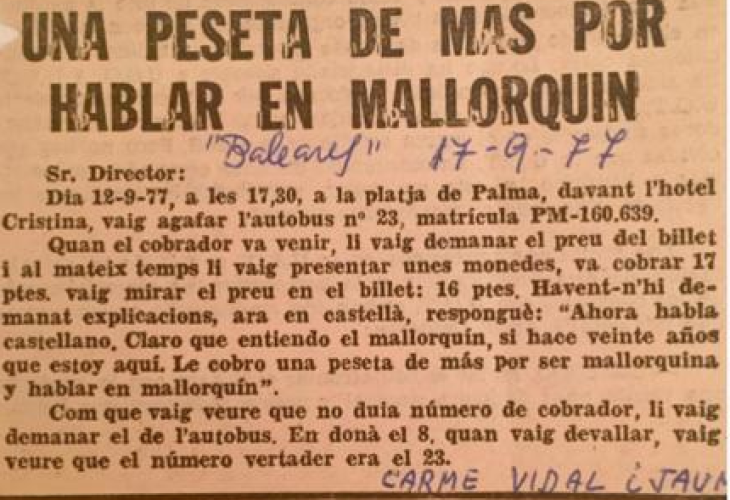 UNA PESETA DE MAS POR
HABLAR EN MALLORQUIN
"Baleares" 17-9-77
Sr. Director:
Dia 12-9-77, a les 17,30, a la platja de Palma, davant l'hotel
Cristina, vaig agafar l'autobus nº 23, matrícula PM-160.639.
Quan el cobrador va venir, li vaig demanar el preu del billet
i al mateix temps li vaig presentar unes monedes, va cobrar 17
ptes. vaig mirar el preu en el billet: 16 ptes. Havent-n'hi de-
manat explicacions, ara en castellà, respongué: "Ahora habla
castellano. Claro que entiendo el mallorquín, si hace veinte años
que estoy aquí. Le cobro una peseta de más por ser mallorquina
y hablar en mallorquín".
Com que vaig veure que no duia número de cobrador, li vaig
demanar el de l'autobus. En donà el 8, quan vaig devallar, vaig
veure que el número vertader era el 23.
CARME VIDAL i JAUM